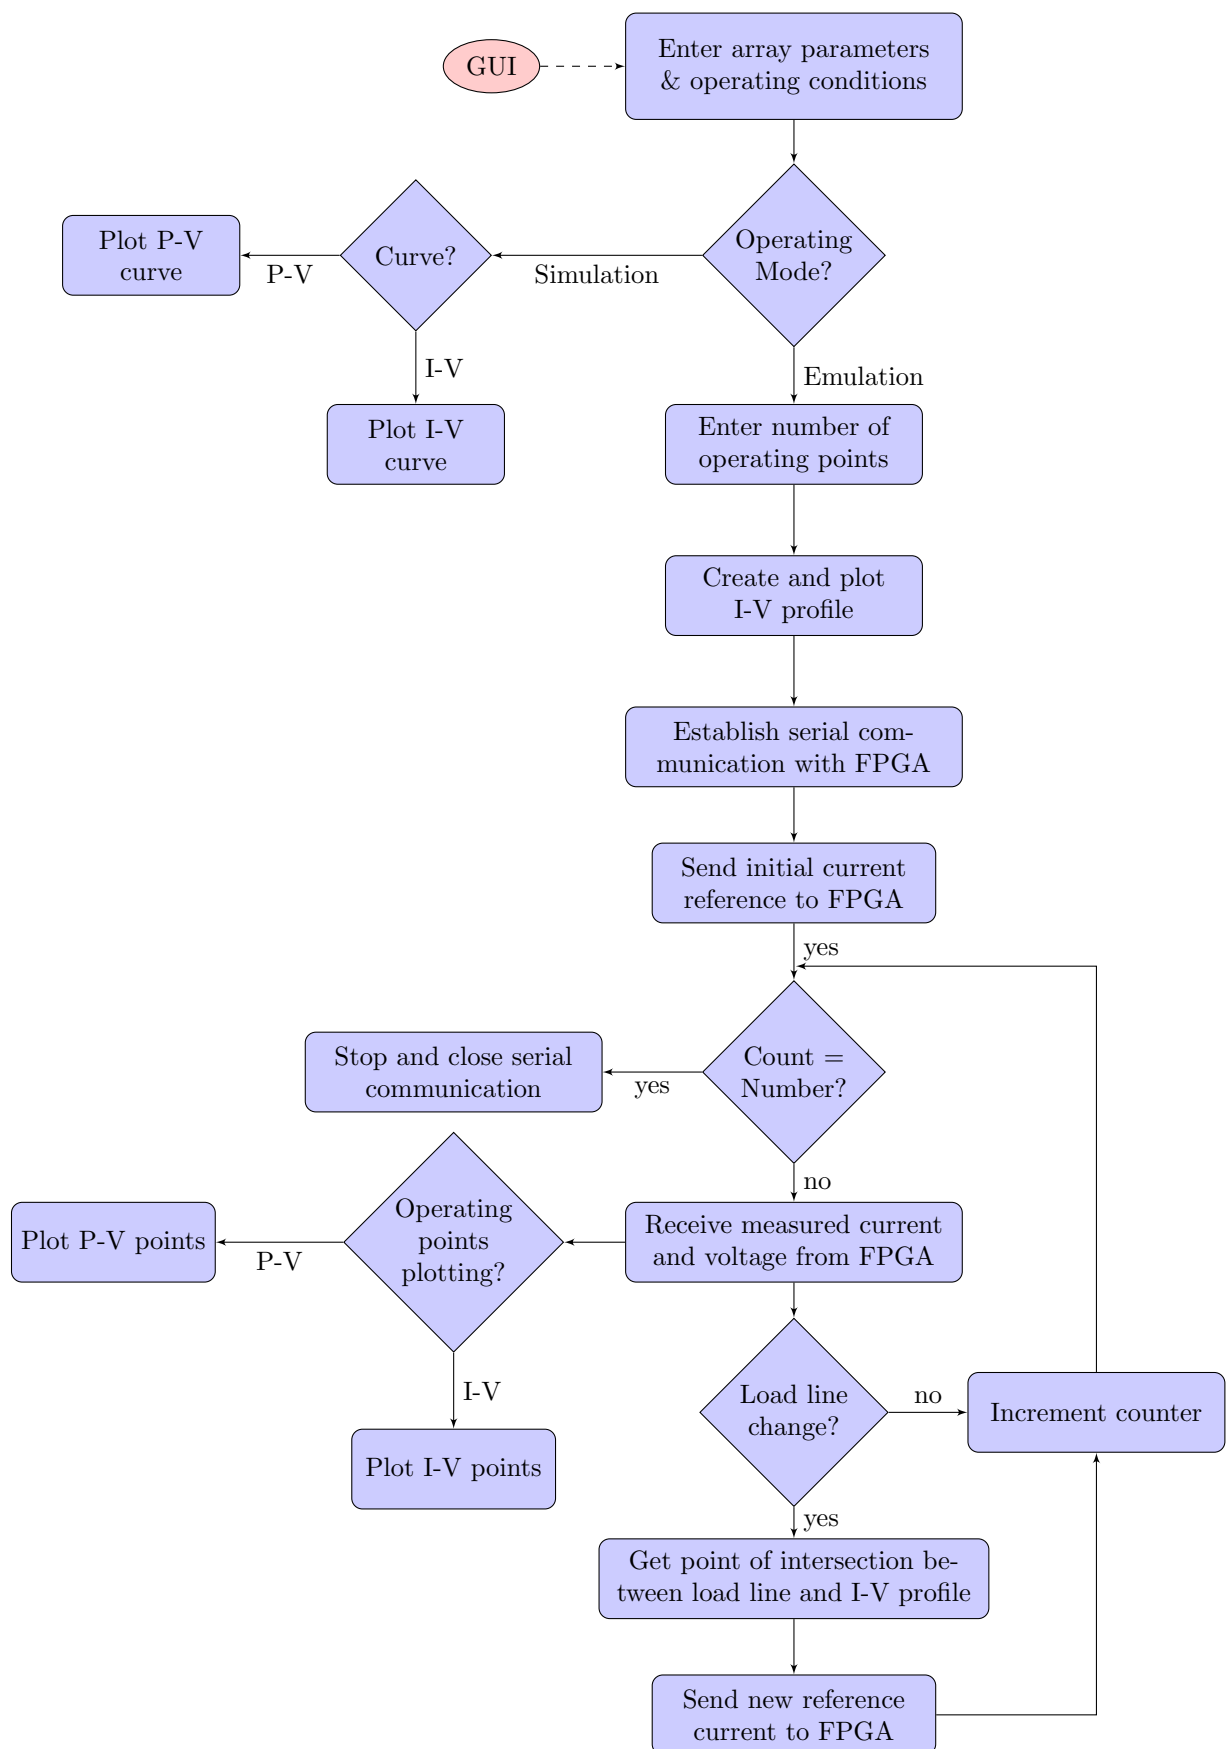 GUI
Enter array parameters
& operating conditions
Operating
Mode?
Simulation
Curve?
P-V
Plot P-V
curve
I-V
Plot I-V
curve
Emulation
Enter number of
operating points
Create and plot
I-V profile
Establish serial com-
munication with FPGA
Send initial current
reference to FPGA
yes
Count =
Number?
yes
Stop and close serial
communication
no
Receive measured current
and voltage from FPGA
Operating
points
plotting?
P-V
Plot P-V points
I-V
Plot I-V points
Load line
change?
no
Increment counter
yes
Get point of intersection be-
tween load line and I-V profile
Send new reference
current to FPGA